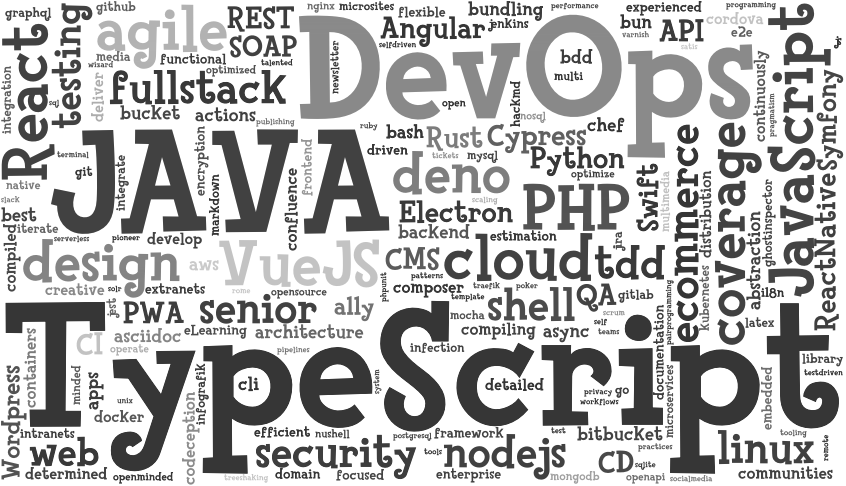 graphql
github
media
wizard
agile
functional
optimized
talented
REST
SOAP
nginx
microsites
flexible
bundling
Angular
jenkins
selfdriven
newsletter
DevOps
bdd
multi
open
hackmd
nosql
performance
experienced
bun
varnish
API
satis
programming
cordova
e2e
continuously
pragmatism
JavaScript
js
integration
React
sql
testing
deliver
fullstack
bucket
actions
publishing
ruby
bash
driven
Rust
Cypress
tickets
mysql
chef
Python
optimize
JAVA
terminal
git
integrate
encryption
markdown
confluence
frontend
native
slack
best
iterate
serverless
pioneer
develop
deno
scaling
Electron
PHP
Swift
multimedia
ecommerce
distribution
kubernetes
coverage
abstraction
ghostinspector
ReactNativeSymfony
compiled
design
creative
solr
extranets
aws
VueJS
rome
opensource
phpunit
CMS
patterns
composer
backend
estimation
jira
cloud
tdd
traefik
poker
template
mocha
shell
QA
gitlab
scrum
self
teams
compiling
async
il8n
latex
jest
PWA
senior
ally
CI
asciidoc
operate
eLearning
architecture
pipelines
infection
TypeScript
cli
system
detailed
privacy
go
workflows
documentation
pairprogramming
microservices
library
testdriven
embedded
Wordpress
containers
minded
apps
unix
docker
infografik
codeception
intranets
web
determined
openminded
efficient
nushell
security
treeshaking
domain
focused
postgresql
framework
tools
nodejs
enterprise
test
mongodb
bitbucket
practices
CD
sqlite
openapi
socialmedia
linux
tooling
remote
communities